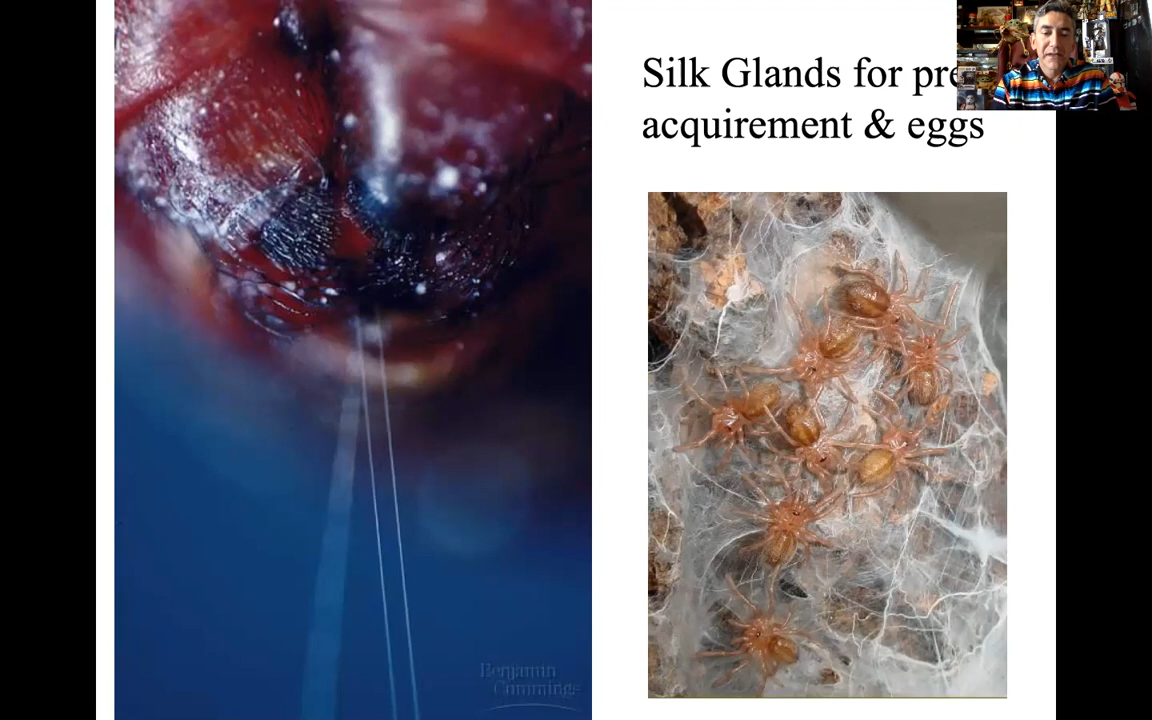 Silk Glands for pre
acquirement & eggs
Benjamin
Cummings